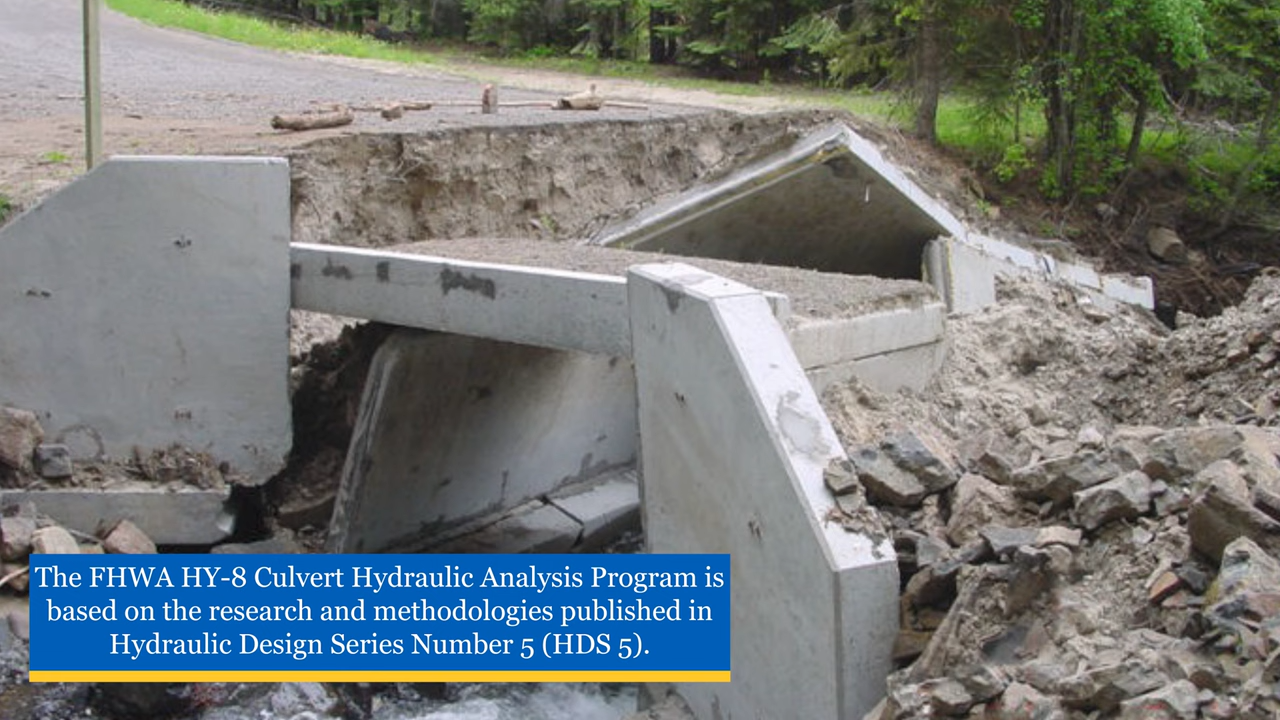 The FHWA HY-8 Culvert Hydraulic Analysis Program is
based on the research and methodologies published in
Hydraulic Design Series Number 5 (HDS 5).